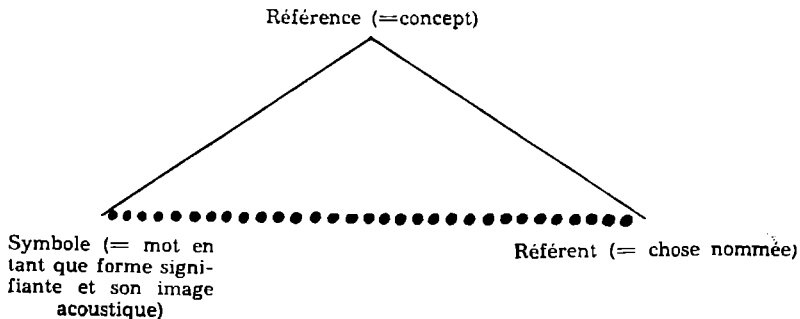 Référence (=concept)
Symbole (= mot en
tant que forme signi-
fiante et son image
acoustique)
Référent (= chose nommée)